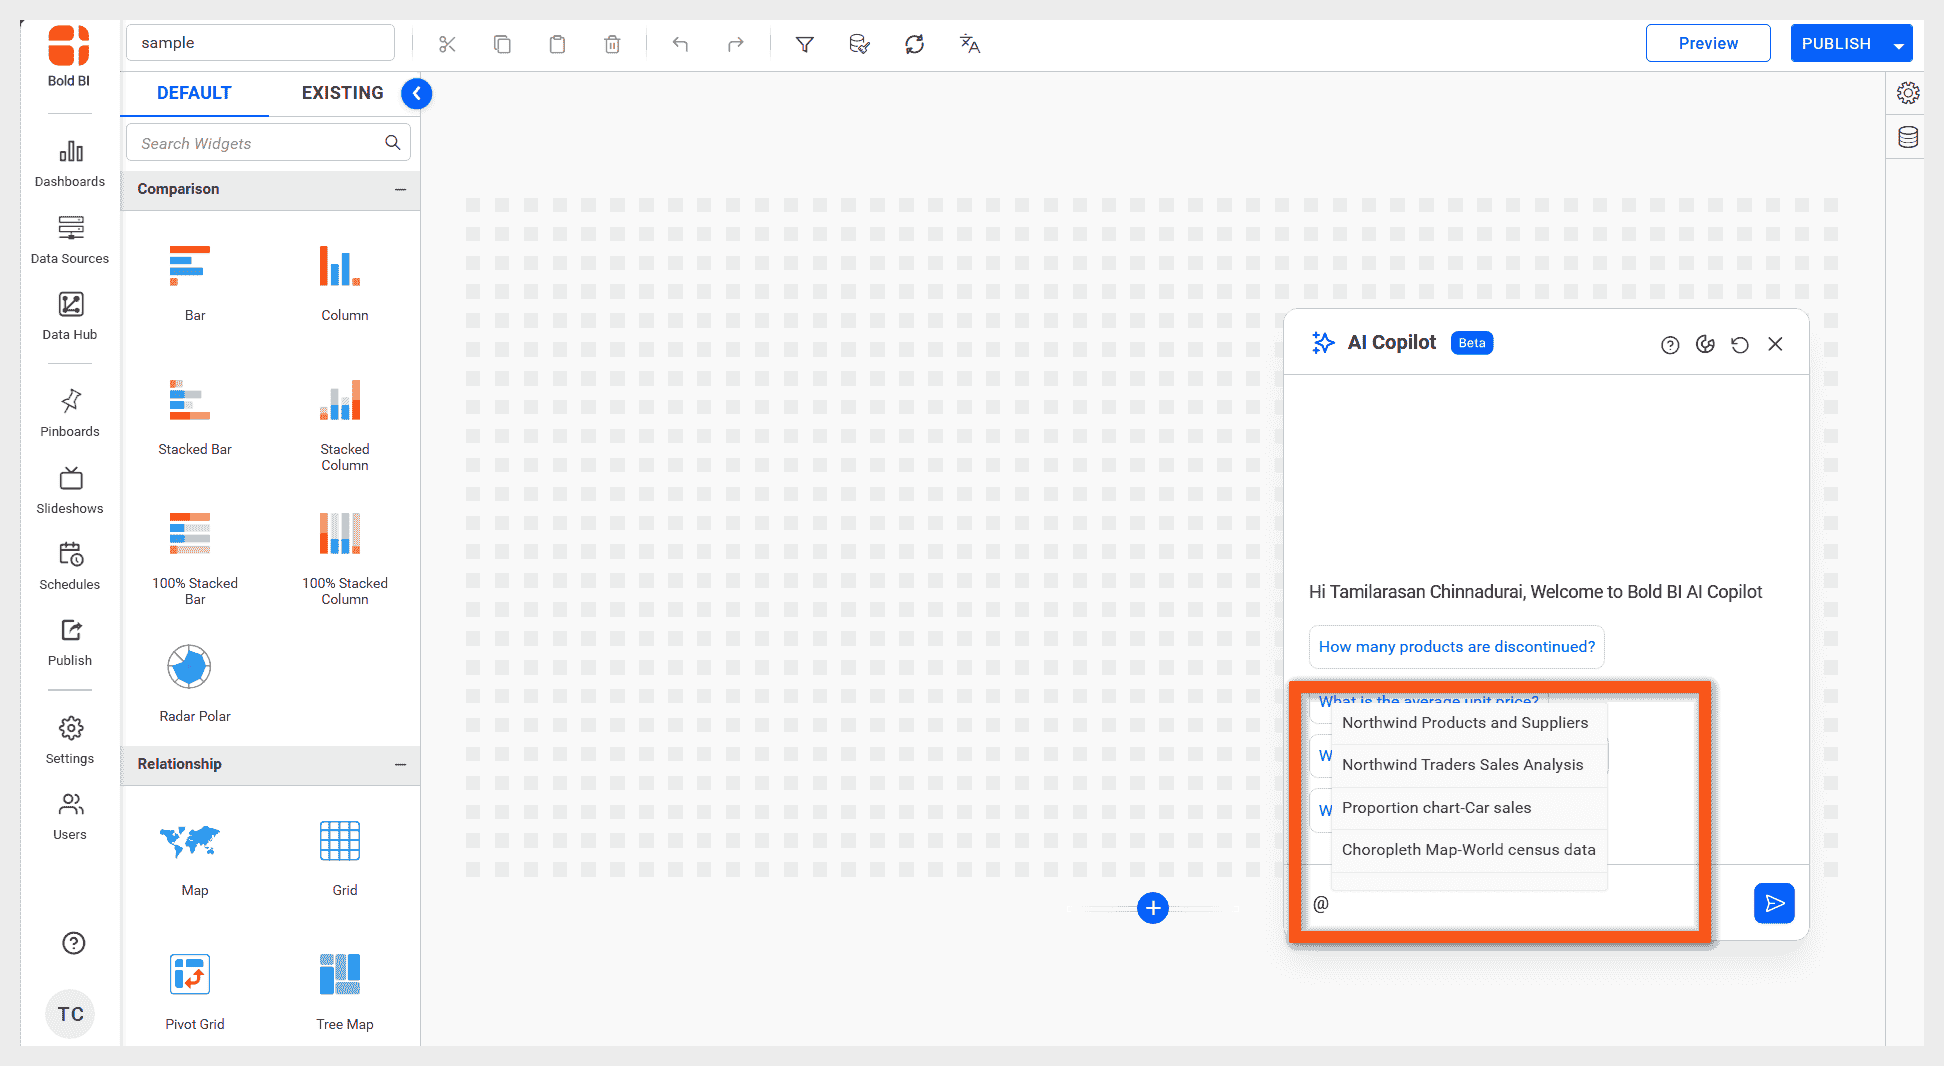 sample
Preview
PUBLISH
Bold BI
DEFAULT
EXISTING
Search Widgets
Dashboards
Data Sources
Data Hub
Pinboards
Slideshows
Schedules
Publish
Settings
Users
TC
Comparison
Bar
Column
Stacked Bar
Stacked
Column
100% Stacked
Bar
100% Stacked
Column
Radar Polar
Relationship
Map
Grid
Pivot Grid
Tree Map
AI Copilot
Beta
Hi Tamilarasan Chinnadurai, Welcome to Bold BI AI Copilot
How many products are discontinued?
What is the average unit price?
Northwind Products and Suppliers
Northwind Traders Sales Analysis
Proportion chart-Car sales
Choropleth Map-World census data
@